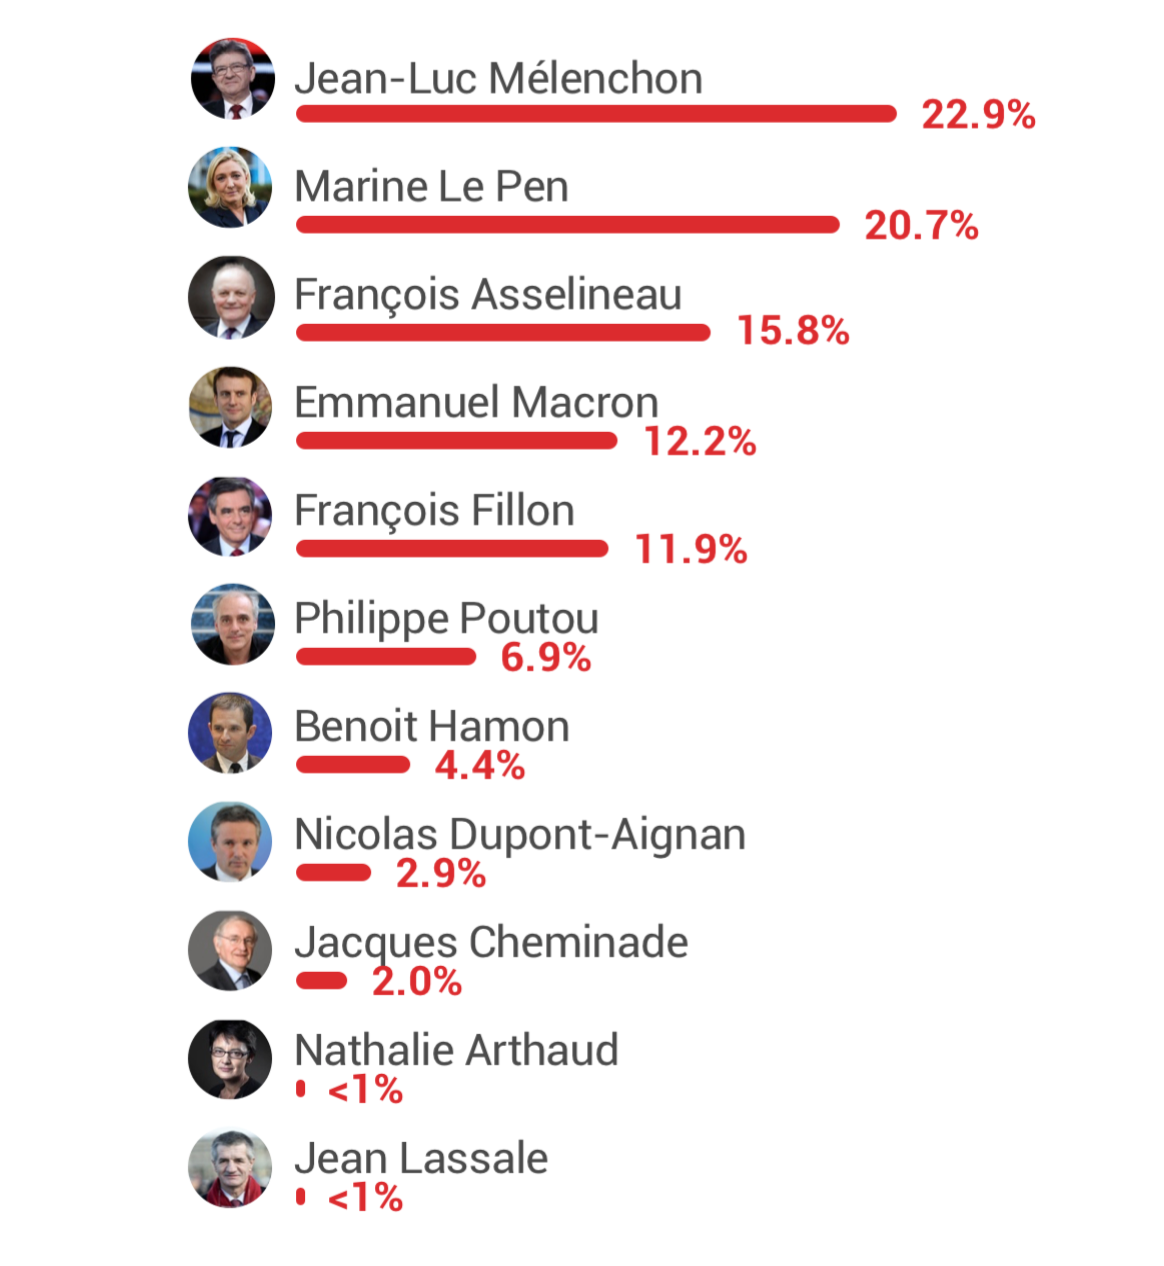 Jean-Luc Mélenchon
22.9%
Marine Le Pen
20.7%
François Asselineau
15.8%
Emmanuel Macron
12.2%
François Fillon
11.9%
Philippe Poutou
6.9%
Benoit Hamon
4.4%
Nicolas Dupont-Aignan
2.9%
Jacques Cheminade
2.0%
Nathalie Arthaud
<1%
Jean Lassale
<1%